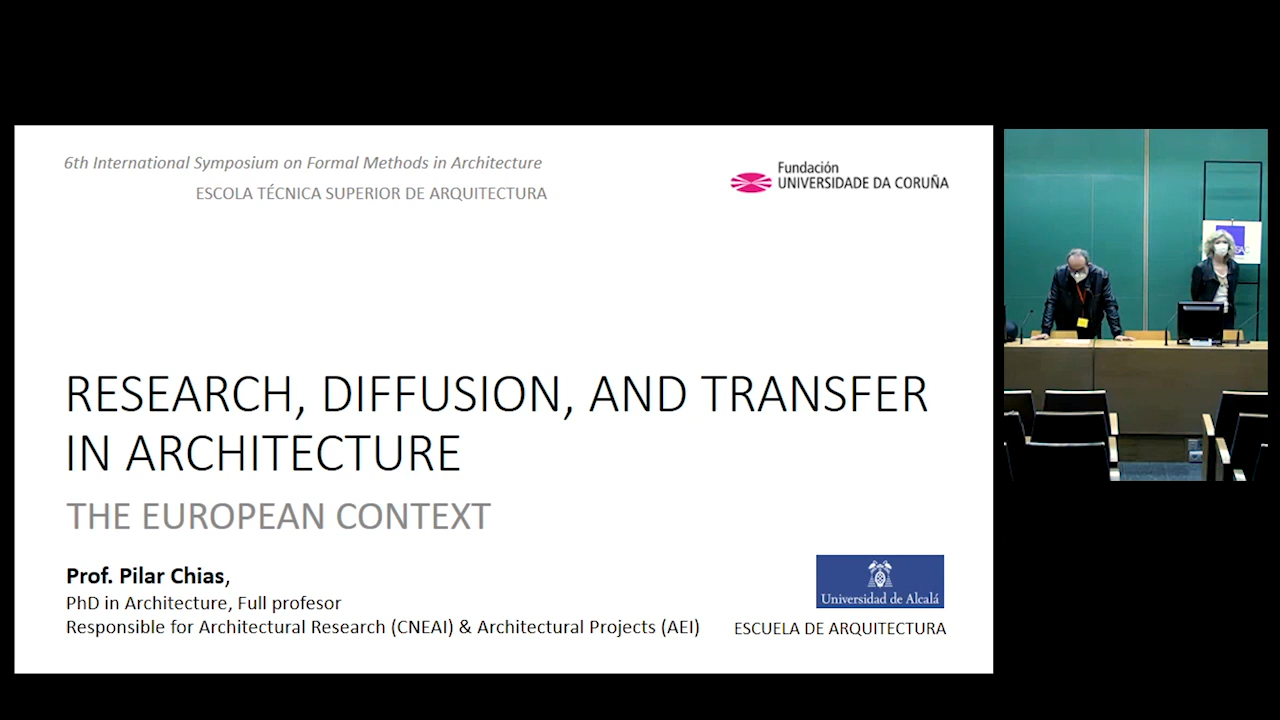 6th International Symposium on Formal Methods in Architecture
ESCOLA TÉCNICA SUPERIOR DE ARQUITECTURA
Fundación
UNIVERSIDADE DA CORUÑA
RESEARCH, DIFFUSION, AND TRANSFER
IN ARCHITECTURE
THE EUROPEAN CONTEXT
Prof. Pilar Chias,
PhD in Architecture, Full profesor
Responsible for Architectural Research (CNEAI) & Architectural Projects (AEI)
Universidad de Alcalá
ESCUELA DE ARQUITECTURA